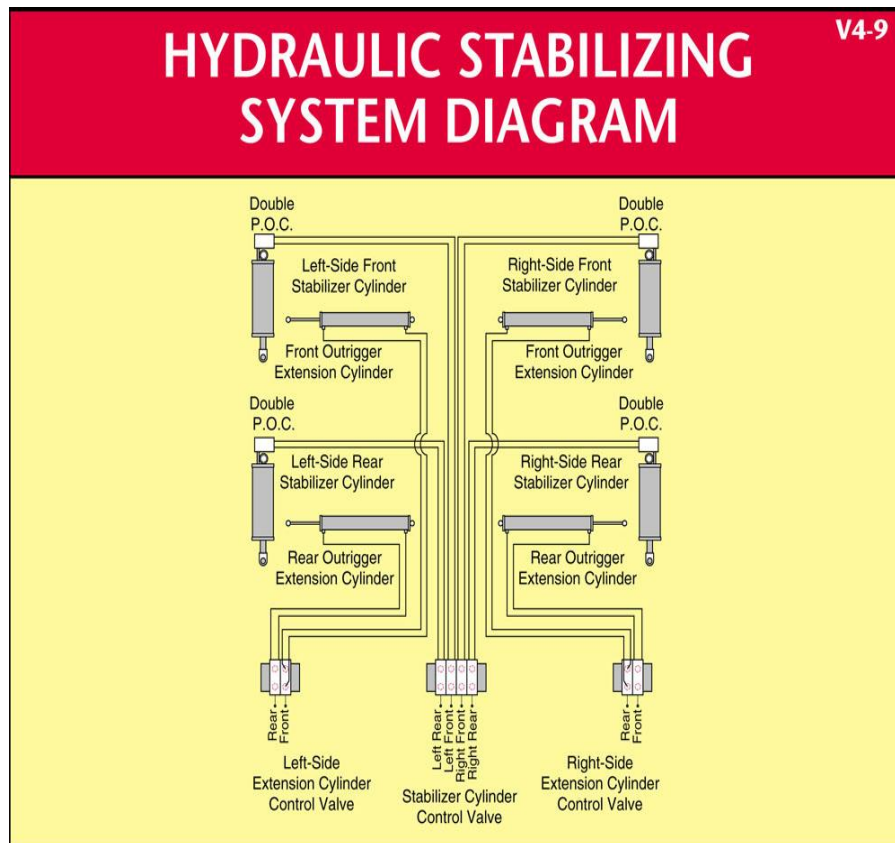 V4-9
HYDRAULIC STABILIZING
SYSTEM DIAGRAM
Double
P.O.C.
Double
P.O.C.
Left-Side Front
Stabilizer Cylinder
Right-Side Front
Stabilizer Cylinder
Front Outrigger
Extension Cylinder
Front Outrigger
Extension Cylinder
Double
P.O.C.
Double
P.O.C.
Left-Side Rear
Stabilizer Cylinder
Right-Side Rear
Stabilizer Cylinder
Rear Outrigger
Extension Cylinder
Rear Outrigger
Extension Cylinder
Rear
Front
Left Rear
Left Front
Right Front
Right Rear
Rear
Front
Left-Side
Extension Cylinder
Control Valve
Stabilizer Cylinder
Control Valve
Right-Side
Extension Cylinder
Control Valve